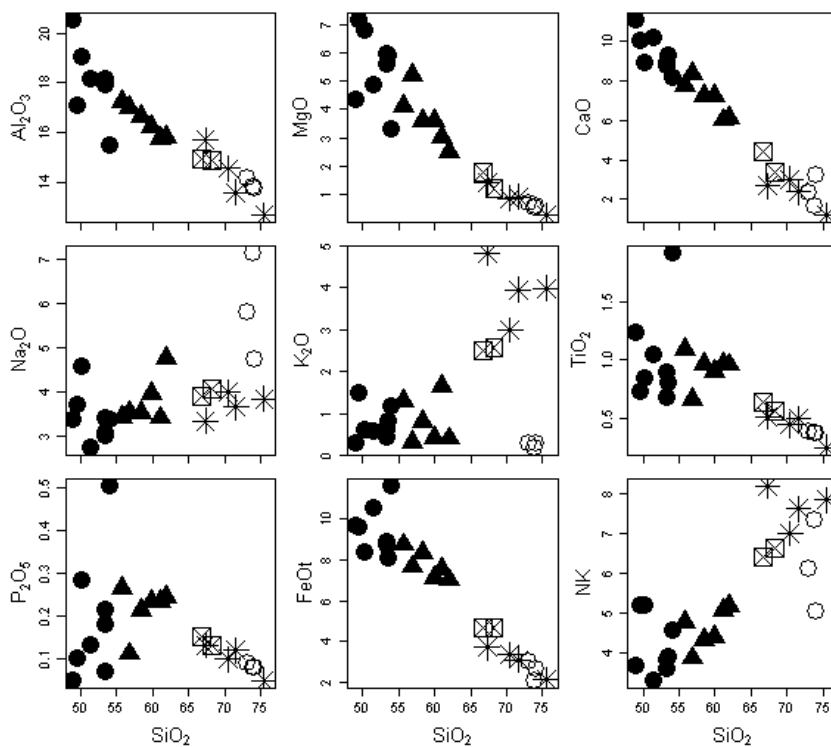 Al₂O₃
14 16 18 20
MgO
1 2 3 4 5 6 7
CaO
2 4 6 8 10
Na₂O
3 4 5 6 7
K₂O
0 1 2 3 4 5
TiO₂
0.5 1.0 1.5
P₂O₅
0.1 0.2 0.3 0.4 0.5
50 55 60 65 70 75
SiO₂
FeOt
2 4 6 8 10
50 55 60 65 70 75
SiO₂
NK
4 5 6 7 8
50 55 60 65 70 75
SiO₂